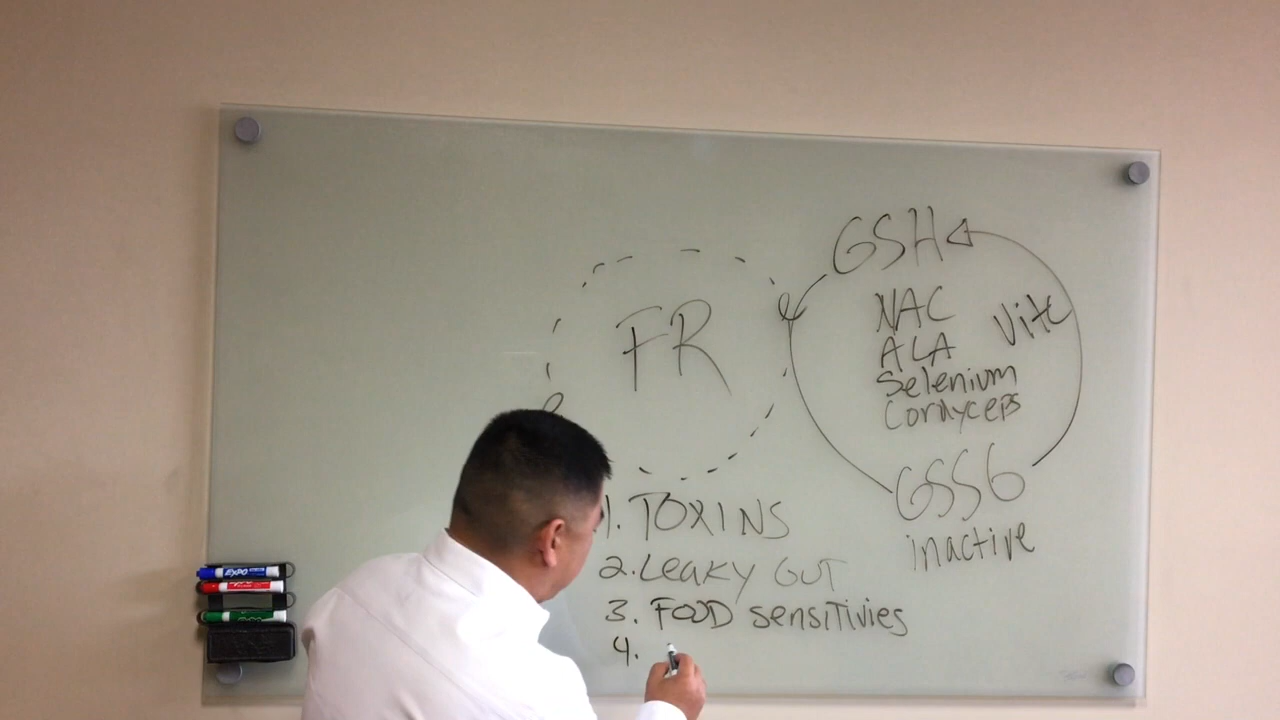 GSH
FR
NAC
Vit C
ALA
Selenium
Cordyceps
GSSG
inactive
1. TOXINS
2. Leaky GUT
3. FOOD sensitivies
4.
EXPO